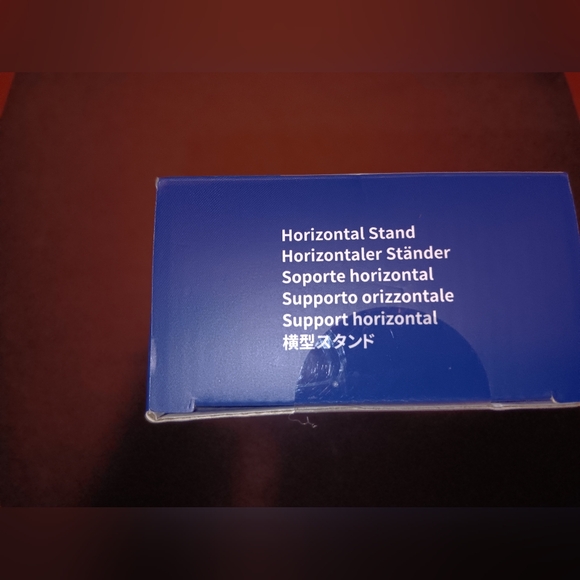 Horizontal Stand
Horizontaler Ständer
Soporte horizontal
Supporto orizzontale
Support horizontal
横型スタンド